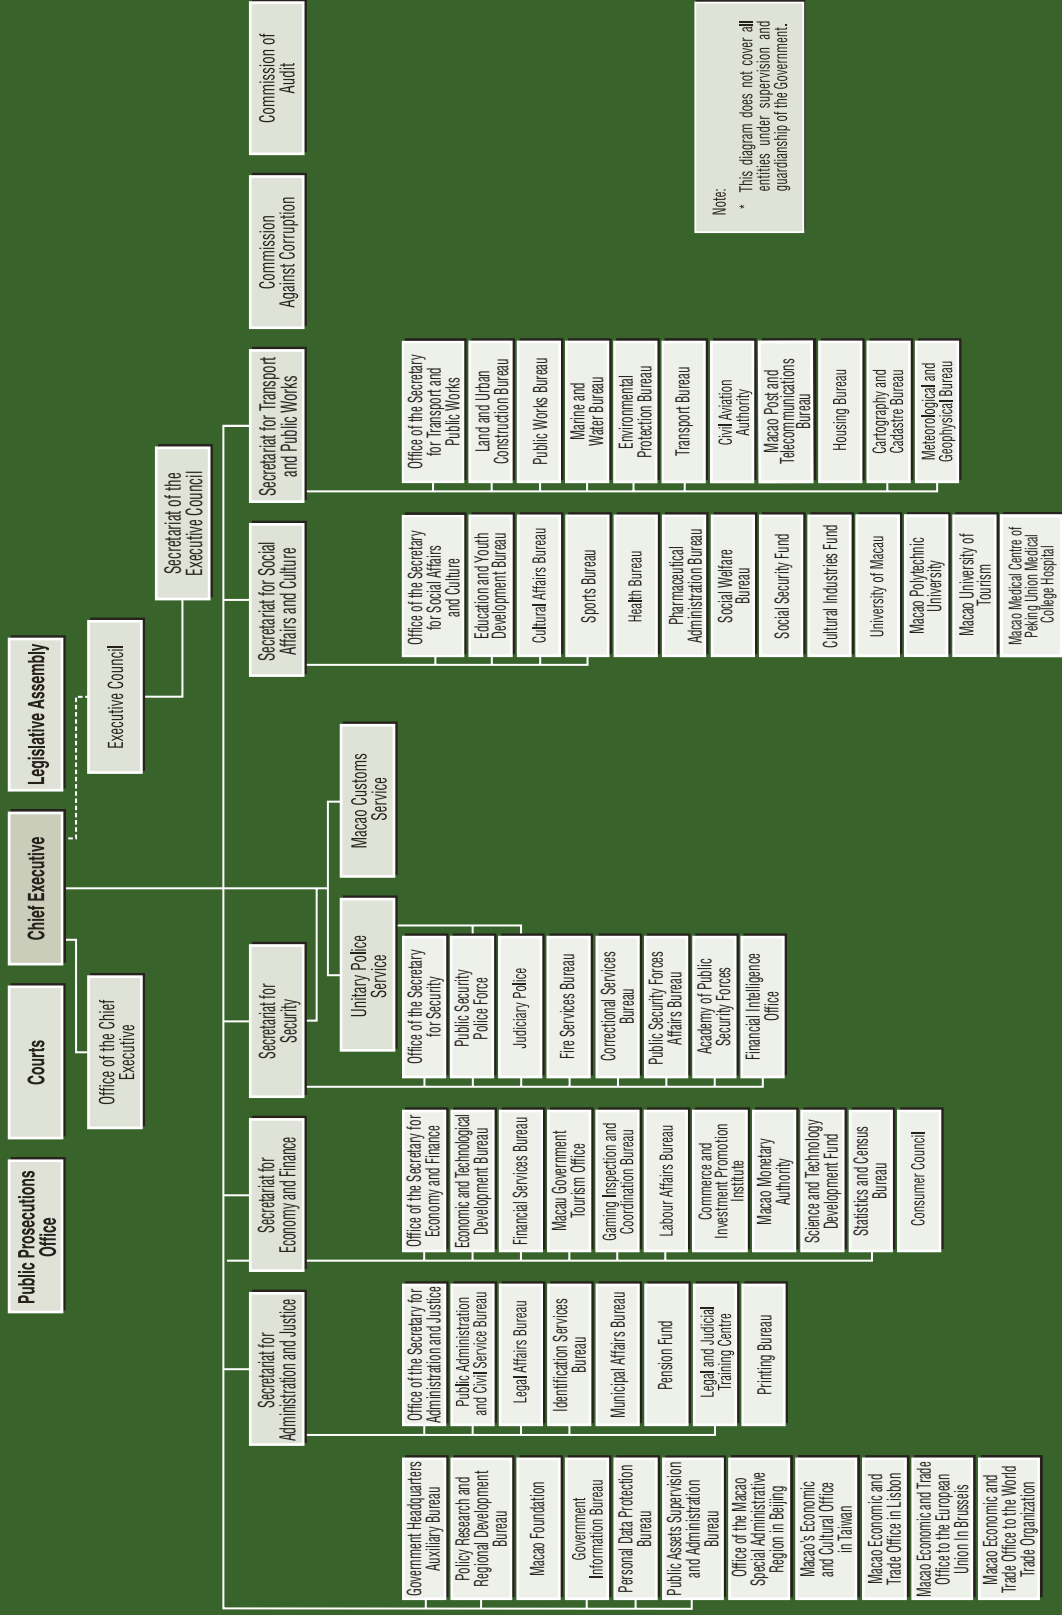 Public Prosecutions
Office
Courts
Chief Executive
Legislative Assembly
Office of the Chief
Executive
Executive Council
Secretariat of the
Executive Council
Secretariat for
Administration and Justice
Secretariat for
Economy and Finance
Secretariat for
Security
Secretariat for Social
Affairs and Culture
Secretariat for Transport
and Public Works
Commission
Against Corruption
Commission of
Audit
Unitary Police
Service
Macao Customs
Service
Government Headquarters
Auxiliary Bureau
Policy Research and
Regional Development
Bureau
Macao Foundation
Government
Information Bureau
Personal Data Protection
Bureau
Public Assets Supervision
and Administration
Bureau
Office of the Macao
Special Administrative
Region in Beijing
Macao's Economic
and Cultural Office
in Taiwan
Macao Economic and
Trade Office in Lisbon
Macao Economic and Trade
Office to the European
Union In Brusseis
Macao Economic and
Trade Office to the World
Trade Organization
Office of the Secretary for
Administration and Justice
Public Administration
and Civil Service Bureau
Legal Affairs Bureau
Identification Services
Bureau
Municipal Affairs Bureau
Pension Fund
Legal and Judicial
Training Centre
Printing Bureau
Office of the Secretary for
Economy and Finance
Economic and Technological
Development Bureau
Financial Services Bureau
Macau Government
Tourism Office
Gaming Inspection and
Coordination Bureau
Labour Affairs Bureau
Commerce and
Investment Promotion
Institute
Macao Monetary
Authority
Science and Technology
Development Fund
Statistics and Census
Bureau
Consumer Council
Office of the Secretary
for Security
Public Security
Police Force
Judiciary Police
Fire Services Bureau
Correctional Services
Bureau
Public Security Forces
Affairs Bureau
Academy of Public
Security Forces
Financial Intelligence
Office
Office of the Secretary
for Social Affairs
and Culture
Education and Youth
Development Bureau
Cultural Affairs Bureau
Sports Bureau
Health Bureau
Pharmaceutical
Administration Bureau
Social Welfare
Bureau
Social Security Fund
Cultural Industries Fund
University of Macau
Macao Polytechnic
University
Macao University of
Tourism
Macao Medical Centre of
Peking Union Medical
College Hospital
Office of the Secretary
for Transport and
Public Works
Land and Urban
Construction Bureau
Public Works Bureau
Marine and
Water Bureau
Environmental
Protection Bureau
Transport Bureau
Civil Aviation
Authority
Macao Post and
Telecommunications
Bureau
Housing Bureau
Cartography and
Cadastre Bureau
Meteorological and
Geophysical Bureau
Note:
* This diagram does not cover all
entities under supervision and
guardianship of the Government.